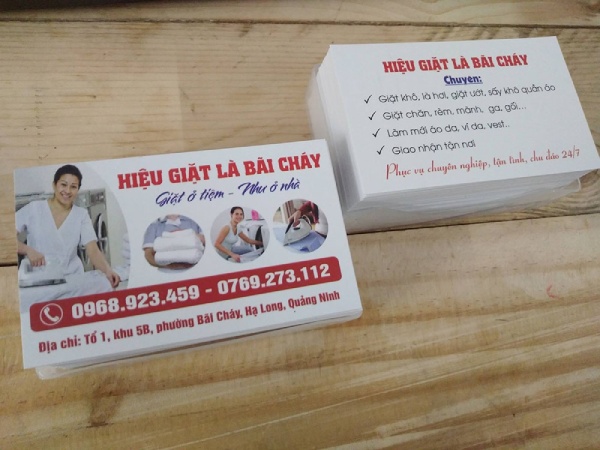 HIỆU GIẶT LÀ BÃI CHÁY
Giặt ở tiệm - Như ở nhà
0968.923.459 - 0769.273.112
Địa chỉ: Tổ 1, khu 5B, phường Bãi Cháy, Hạ Long, Quảng Ninh
HIỆU GIẶT LÀ BÃI CHÁY
Chuyên:
✓ Giặt khô, là hơi, giặt ướt, sấy khô quần áo
✓ Giặt chăn, rèm, mành, ga, gối...
✓ Làm mới áo da, ví da, vest..
✓ Giao nhận tận nơi
Phục vụ chuyên nghiệp, tận tình, chu đáo 24/7